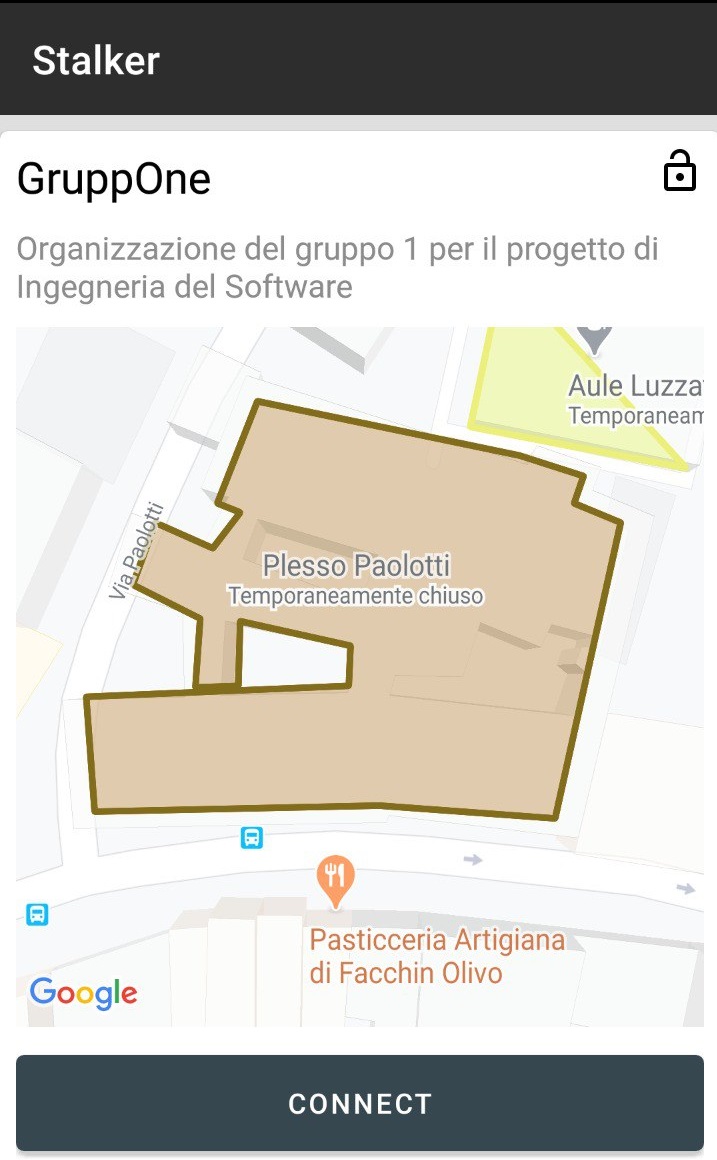 Stalker
GruppOne
Organizzazione del gruppo 1 per il progetto di
Ingegneria del Software
Aule Luzza
Temporaneam
Via Paolotti
Plesso Paolotti
Temporaneamente chiuso
Pasticceria Artigiana
di Facchin Olivo
Google
CONNECT